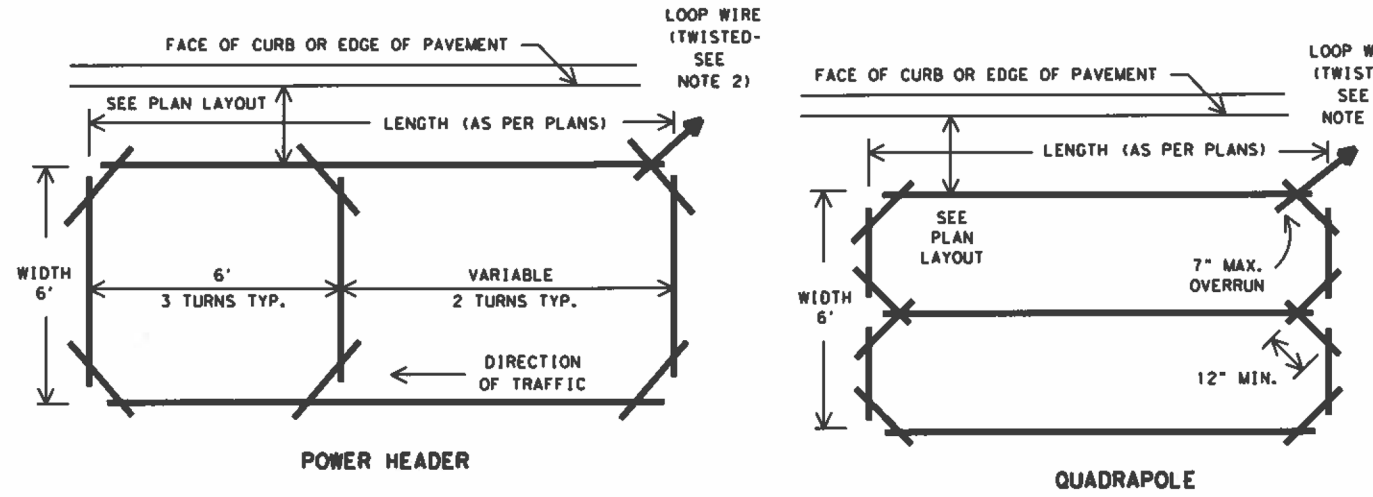 LOOP WIRE
(TWISTED-
SEE
NOTE 2)
FACE OF CURB OR EDGE OF PAVEMENT
SEE PLAN LAYOUT
LENGTH (AS PER PLANS)
WIDTH
6'
6'
3 TURNS TYP.
VARIABLE
2 TURNS TYP.
DIRECTION
OF TRAFFIC
POWER HEADER
LOOP W
(TWIST
SEE
NOTE
FACE OF CURB OR EDGE OF PAVEMENT
LENGTH (AS PER PLANS)
SEE
PLAN
LAYOUT
7" MAX.
OVERRUN
WIDTH
6'
12" MIN.
QUADRAPOLE